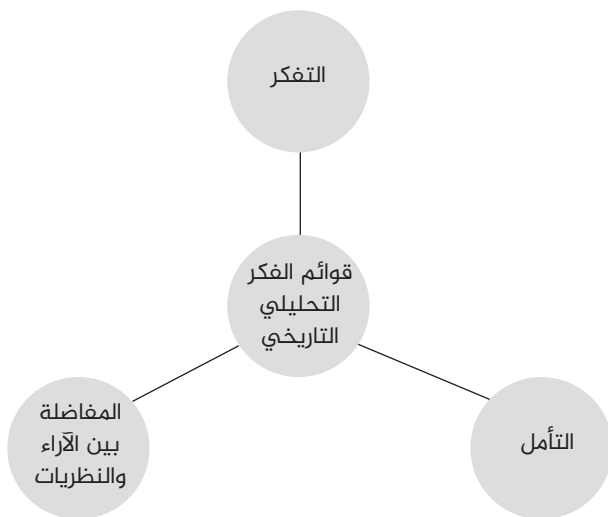 التفكر
قوائم الفكر
التحليلي
التاريخي
المفاضلة
بين الآراء
والنظريات
التأمل